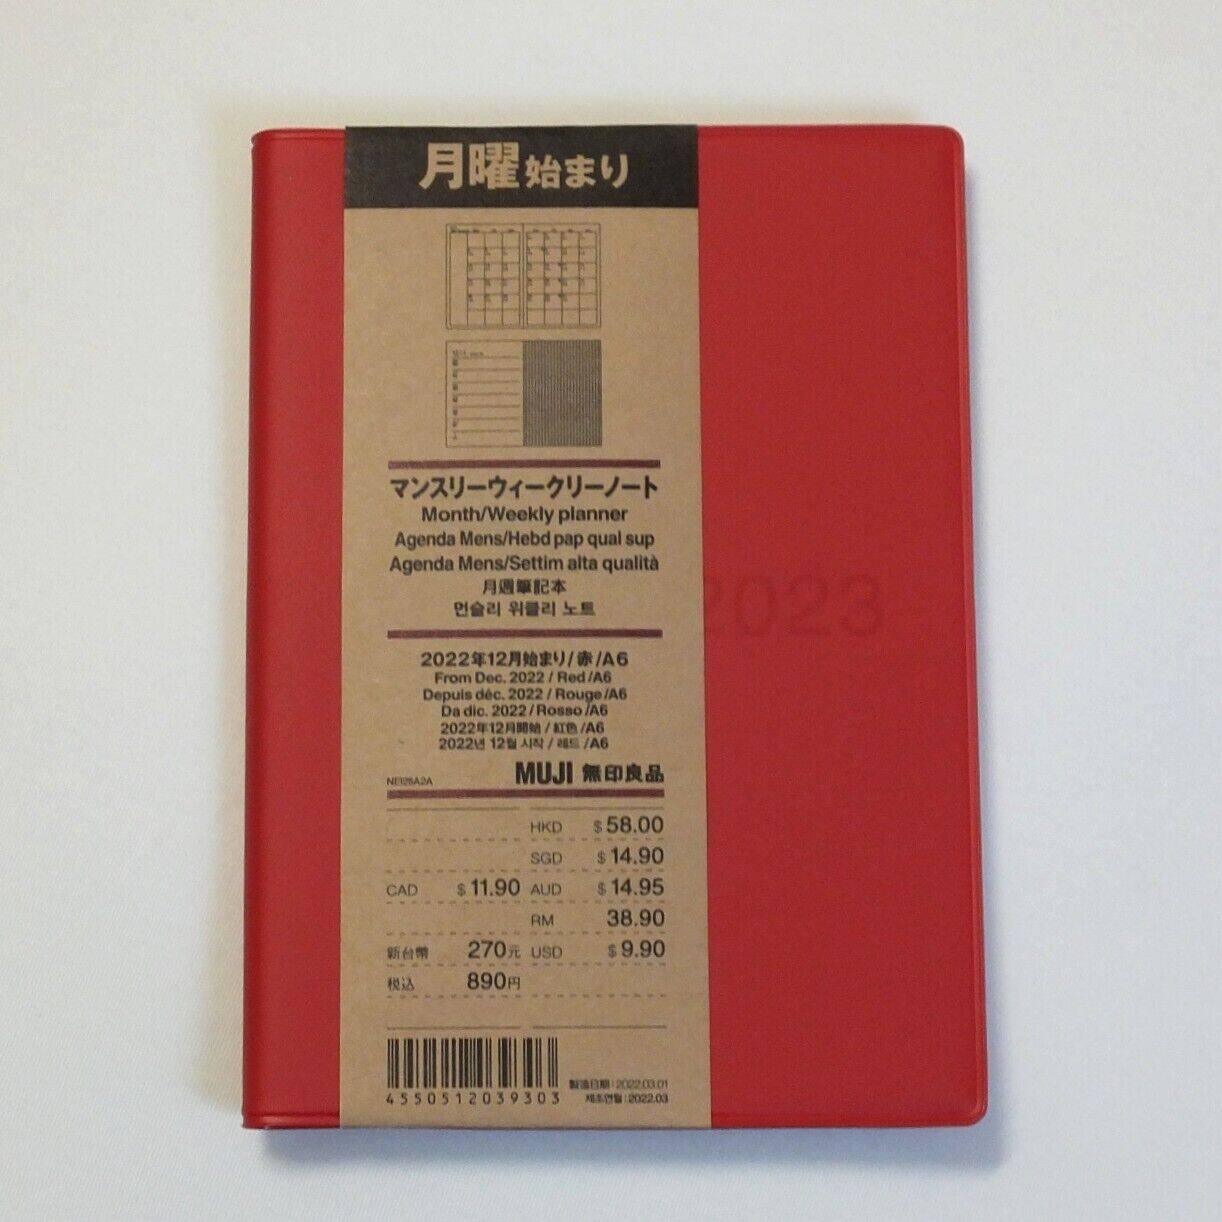 月曜始まり
マンスリーウィークリーノート
Month/Weekly planner
Agenda Mens/Hebd pap qual sup
Agenda Mens/Settim alta qualità
月週筆記本
먼슬리 위클리 노트
2023
2022年12月始まり/赤/A6
From Dec. 2022 / Red /A6
Depuis déc. 2022 / Rouge /A6
Da dic. 2022 / Rosso /A6
2022年12月開始 / 紅色 /A6
2022년 12월 시작 / 레드 /A6
MUJI 無印良品
HKD $58.00
SGD $14.90
CAD $11.90 AUD $14.95
RM 38.90
新台幣 270元 USD $9.90
税込 890円
4550512039303
製造日期:2022.03.01
제조연월:2022.03